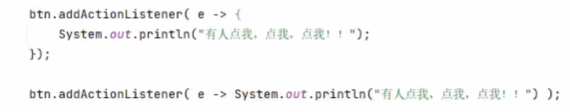 btn.addActionListener( e -> {
    System.out.println("有人点我，点我，点我！！");
});
btn.addActionListener( e -> System.out.println("有人点我，点我，点我！！") );